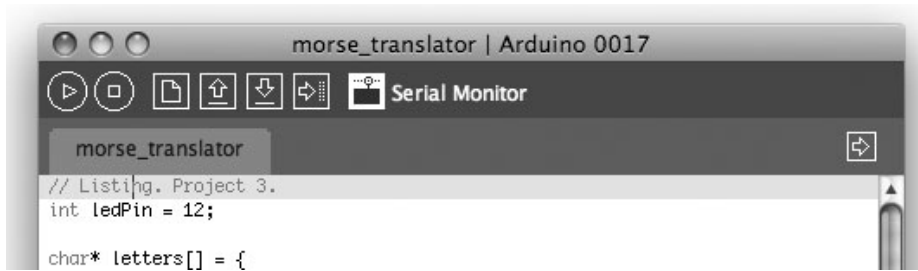 morse_translator | Arduino 0017
Serial Monitor
morse_translator
// Listing. Project 3.
int ledPin = 12;
char* letters[] = {